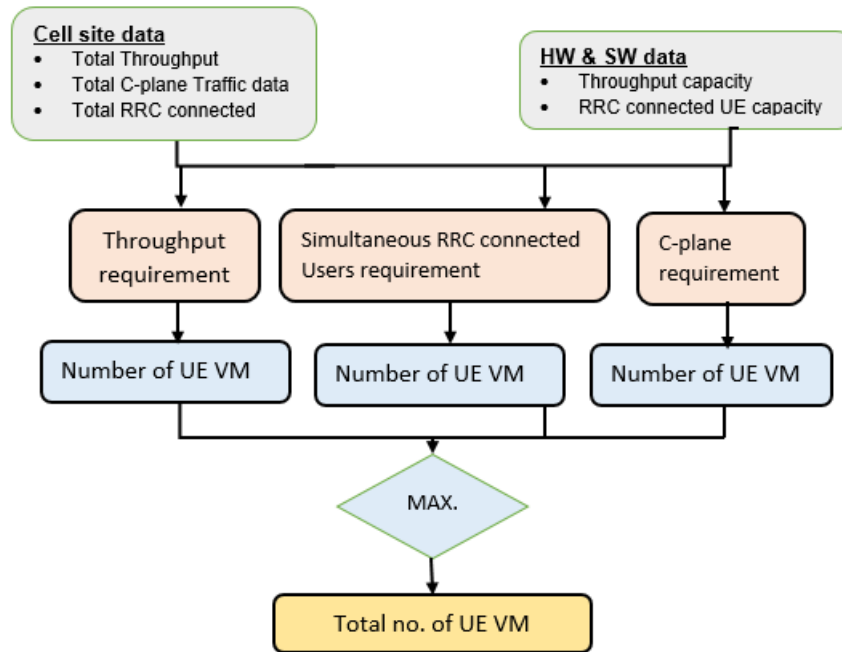 Cell site data
• Total Throughput
• Total C-plane Traffic data
• Total RRC connected
HW & SW data
• Throughput capacity
• RRC connected UE capacity
Throughput
requirement
Simultaneous RRC connected
Users requirement
C-plane
requirement
Number of UE VM
Number of UE VM
Number of UE VM
MAX.
Total no. of UE VM